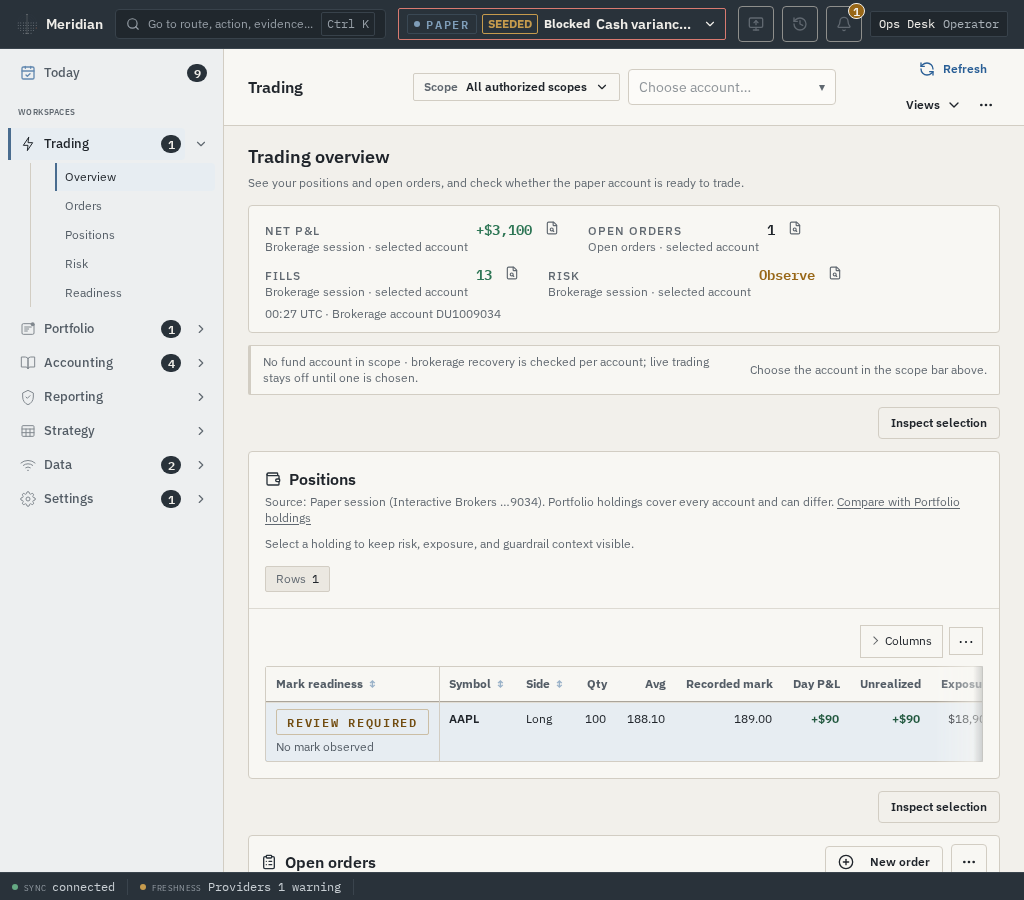 Meridian
Go to route, action, evidence... Ctrl K
PAPER SEEDED Blocked Cash varianc...
1
Ops Desk Operator
Today 9
WORKSPACES
Trading 1
Overview
Orders
Positions
Risk
Readiness
Portfolio 1
Accounting 4
Reporting
Strategy
Data 2
Settings 1
Trading
Scope All authorized scopes
Choose account...
Refresh
Views
Trading overview
See your positions and open orders, and check whether the paper account is ready to trade.
NET P&L +$3,100
Brokerage session · selected account
OPEN ORDERS 1
Open orders · selected account
FILLS 13
Brokerage session · selected account
RISK Observe
Brokerage session · selected account
00:27 UTC · Brokerage account DU1009034
No fund account in scope · brokerage recovery is checked per account; live trading
stays off until one is chosen.
Choose the account in the scope bar above.
Inspect selection
Positions
Source: Paper session (Interactive Brokers ...9034). Portfolio holdings cover every account and can differ. Compare with Portfolio
holdings
Select a holding to keep risk, exposure, and guardrail context visible.
Rows 1
Columns
Mark readiness Symbol Side Qty Avg Recorded mark Day P&L Unrealized Exposu
REVIEW REQUIRED AAPL Long 100 188.10 189.00 +$90 +$90 $18,90
No mark observed
Inspect selection
Open orders
New order
SYNC connected
FRESHNESS Providers 1 warning